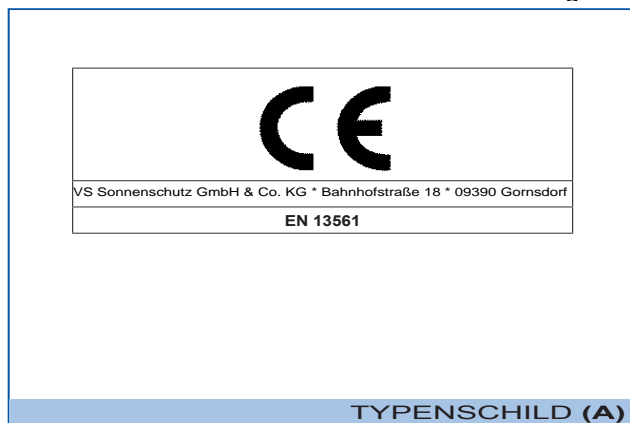 CE
VS Sonnenschutz GmbH & Co. KG * Bahnhofstraße 18 * 09390 Gornsdorf
EN 13561
TYPENSCHILD (A)